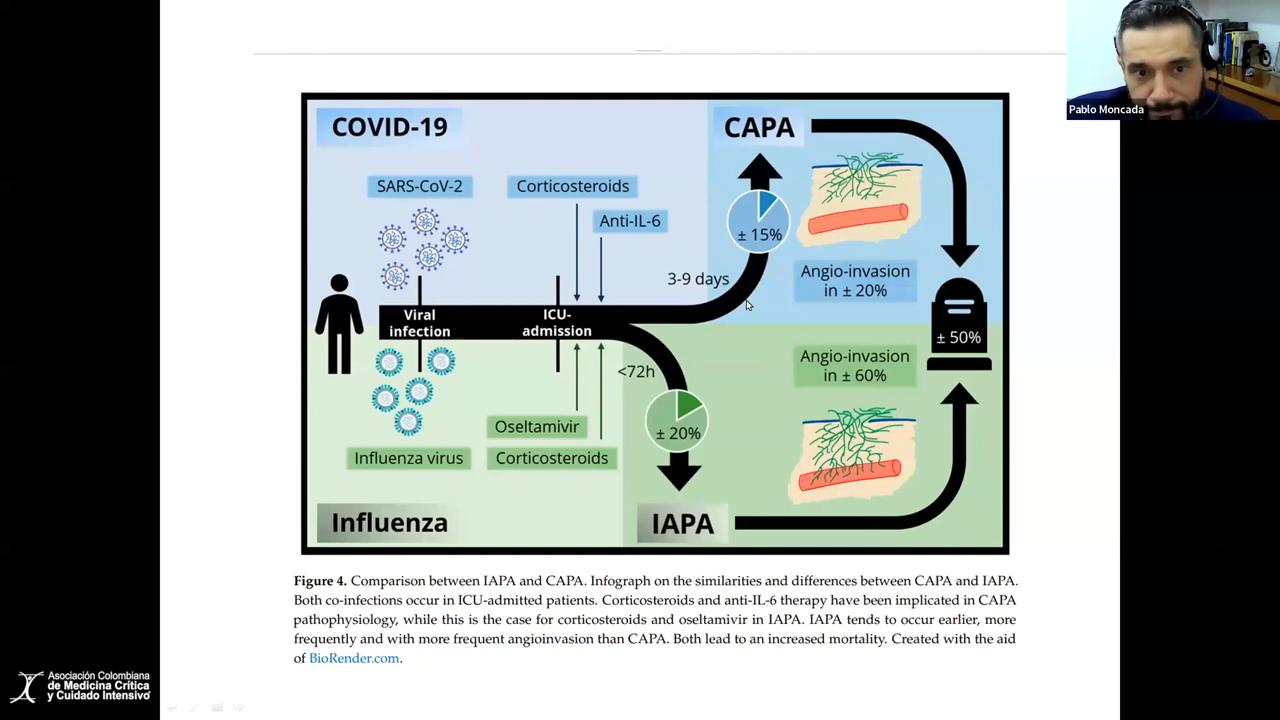 Pablo Moncada
COVID-19
CAPA
SARS-CoV-2
Corticosteroids
Anti-IL-6
± 15%
3-9 days
Angio-invasion
in ± 20%
Viral
infection
ICU-
admission
± 50%
<72h
Angio-invasion
in ± 60%
Oseltamivir
± 20%
Influenza virus
Corticosteroids
Influenza
IAPA
Figure 4. Comparison between IAPA and CAPA. Infograph on the similarities and differences between CAPA and IAPA.
Both co-infections occur in ICU-admitted patients. Corticosteroids and anti-IL-6 therapy have been implicated in CAPA
pathophysiology, while this is the case for corticosteroids and oseltamivir in IAPA. IAPA tends to occur earlier, more
frequently and with more frequent angioinvasion than CAPA. Both lead to an increased mortality. Created with the aid
of BioRender.com.
Asociación Colombiana
de Medicina Crítica
y Cuidado Intensivo